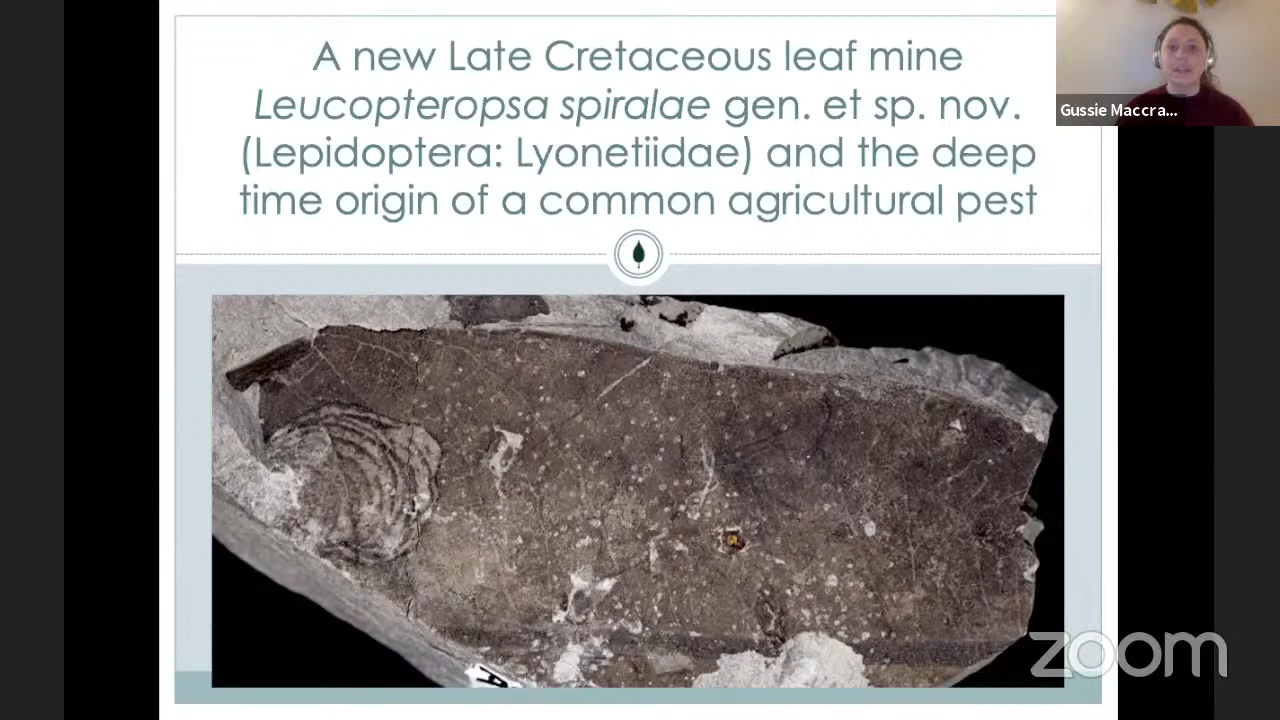 A new Late Cretaceous leaf mine
Leucopteropsa spiralae gen. et sp. nov.
(Lepidoptera: Lyonetiidae) and the deep
time origin of a common agricultural pest
Gussie Maccra...
A
zoom